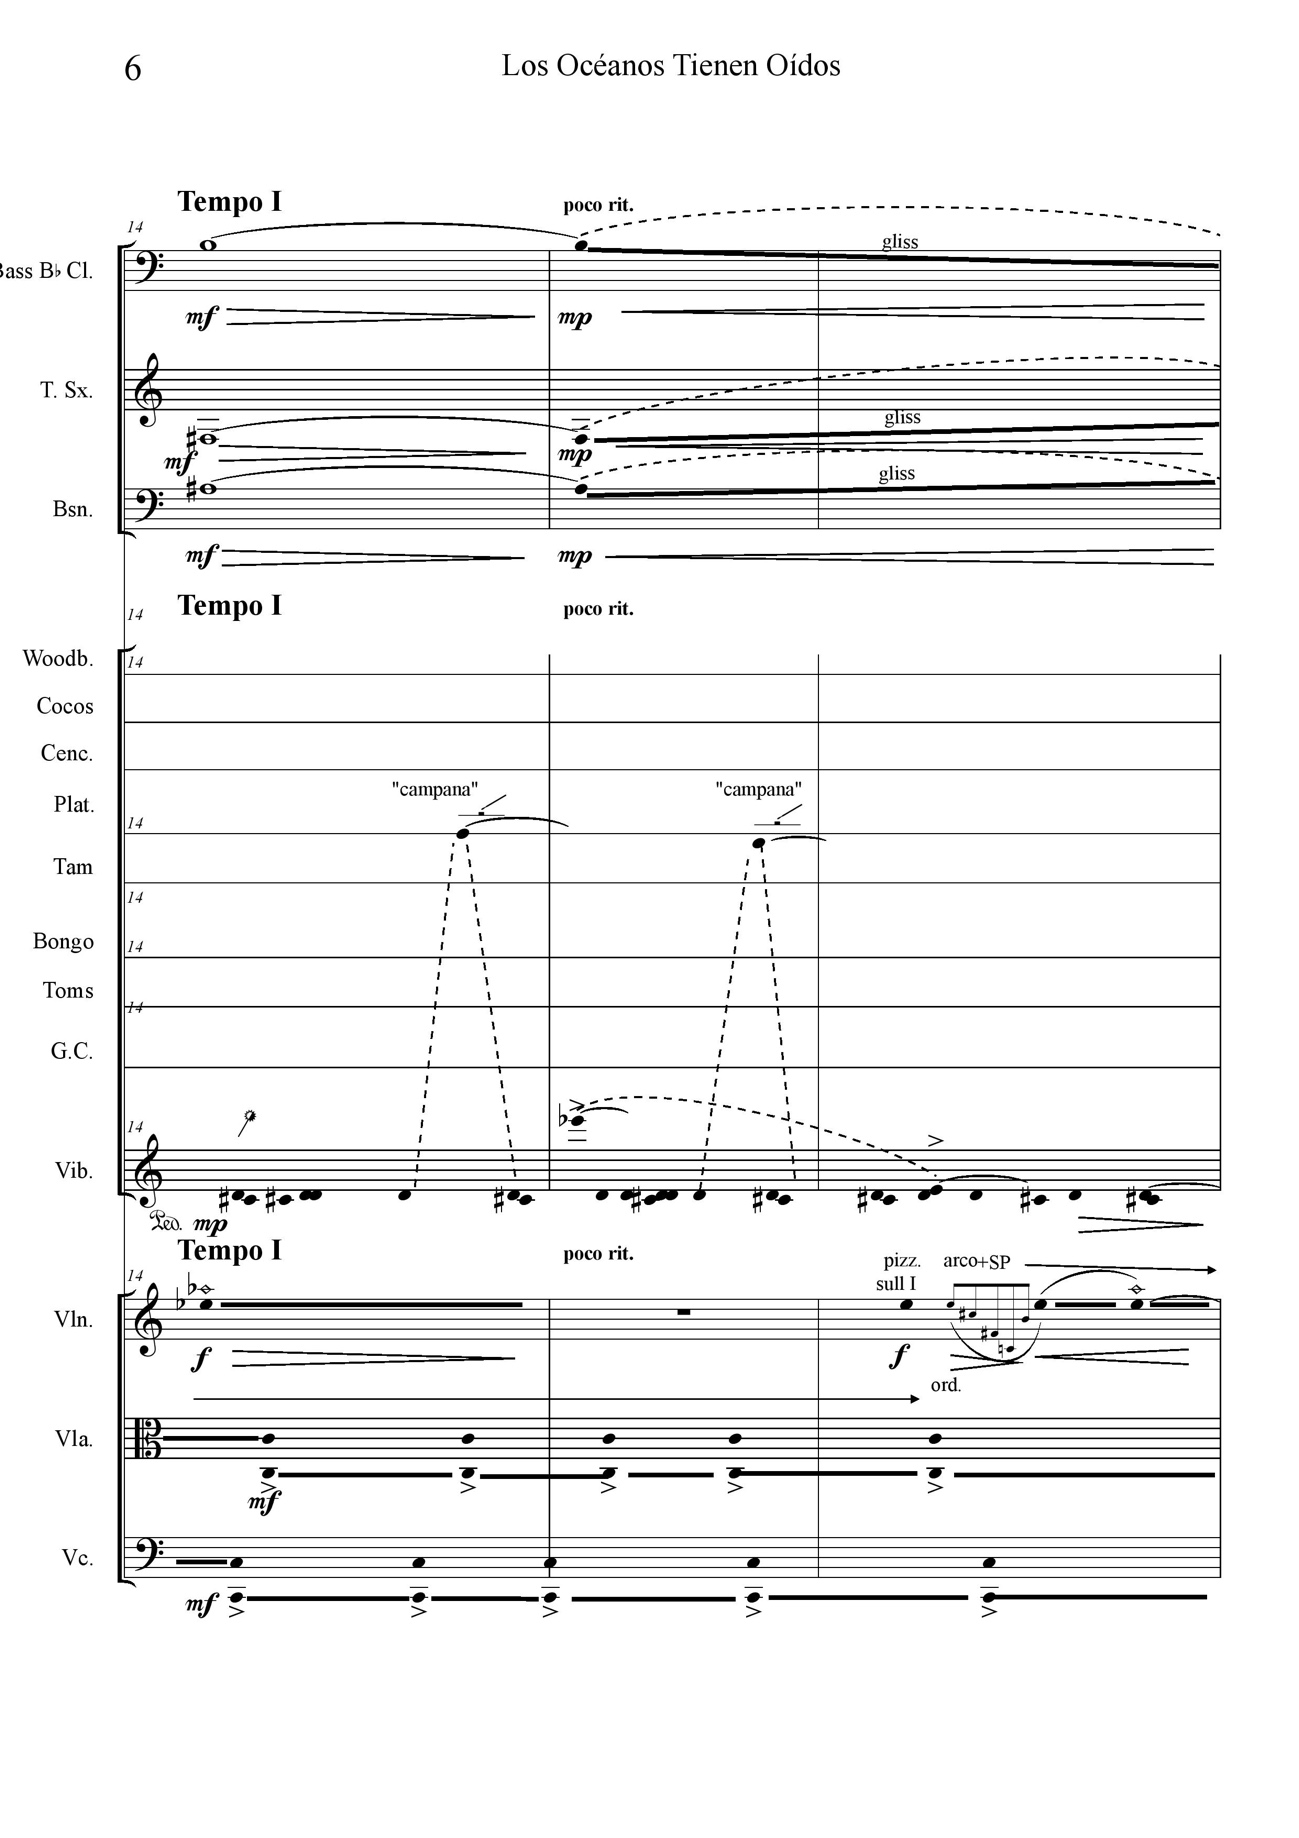 6
Los Océanos Tienen Oídos
Tempo I
poco rit.
14
gliss
Bass B♭ Cl.
mf
mp
T. Sx.
gliss
mf
mp
gliss
Bsn.
mf
mp
Tempo I
poco rit.
14
Woodb.
14
Cocos
Cenc.
"campana"
"campana"
Plat.
14
Tam
14
Bongo
14
Toms
14
G.C.
14
Vib.
Ped.
mp
Tempo I
poco rit.
pizz.
arco+SP
sull I
14
Vln.
f
f
ord.
Vla.
mf
Vc.
mf